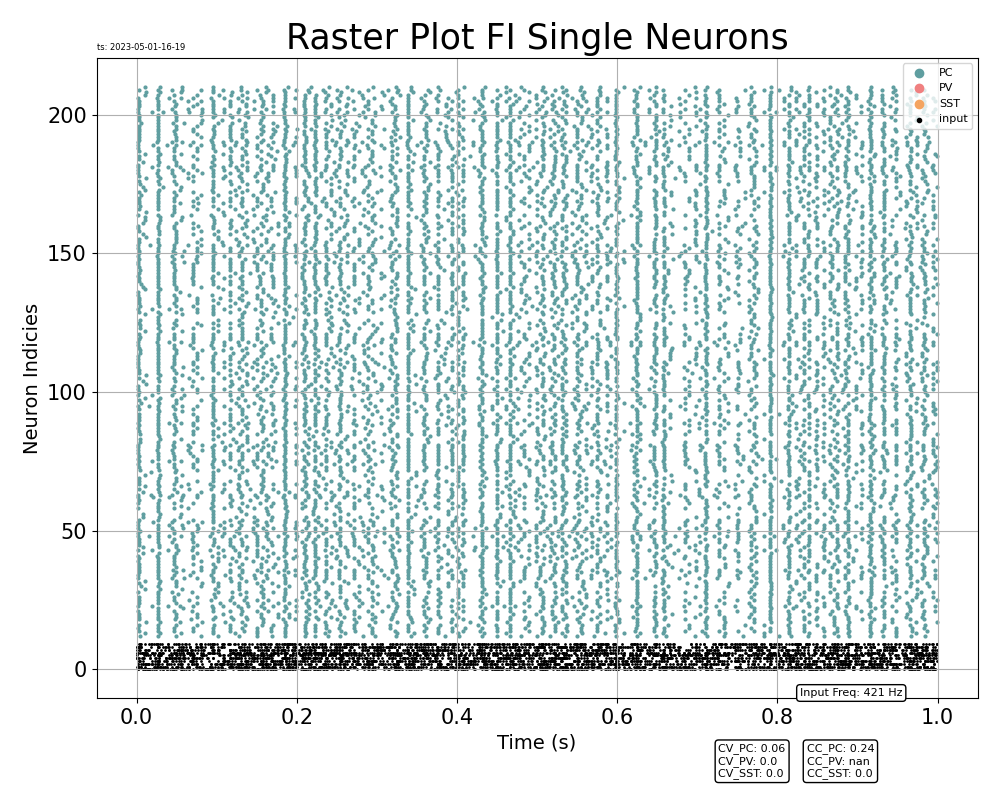 Raster Plot FI Single Neurons
ts: 2023-05-01-16-19
PC
PV
SST
input
200
150
100
50
0
Neuron Indicies
0.0 0.2 0.4 0.6 0.8 1.0
Time (s)
Input Freq: 421 Hz
CV_PC: 0.06
CV_PV: 0.0
CV_SST: 0.0
CC_PC: 0.24
CC_PV: nan
CC_SST: 0.0